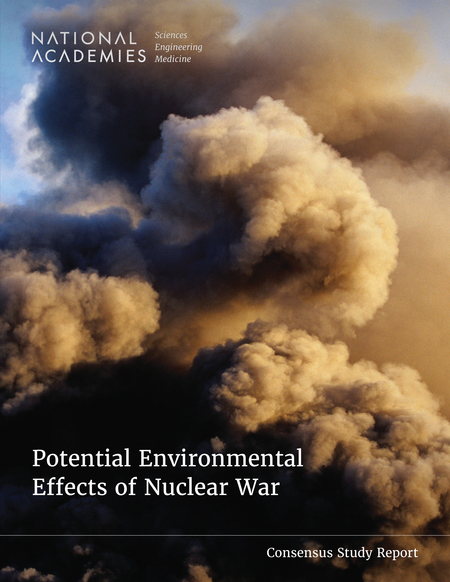 NATIONAL
ACADEMIES
Sciences
Engineering
Medicine
Potential Environmental
Effects of Nuclear War
Consensus Study Report